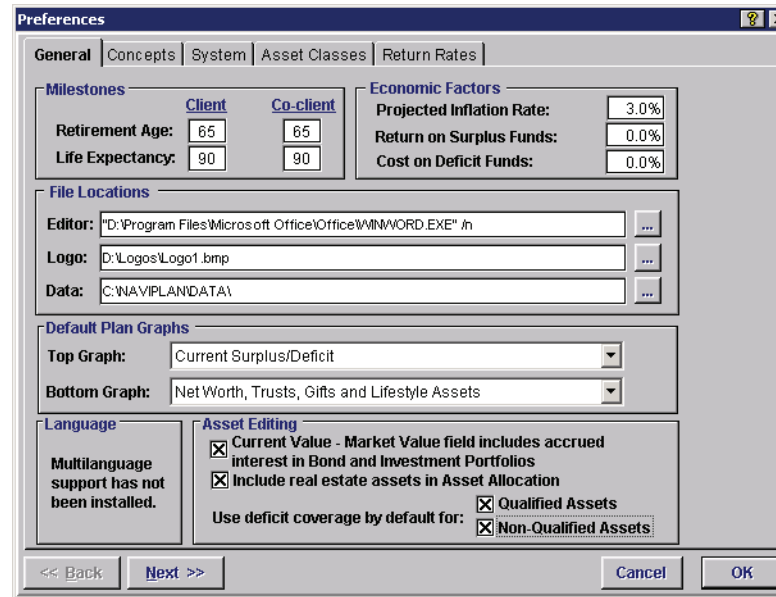 Preferences
General Concepts System Asset Classes Return Rates
Milestones
Client Co-client
Retirement Age: 65 65
Life Expectancy: 90 90
Economic Factors
Projected Inflation Rate: 3.0%
Return on Surplus Funds: 0.0%
Cost on Deficit Funds: 0.0%
File Locations
Editor: "D:\Program Files\Microsoft Office\Office\WINWORD.EXE" /n ...
Logo: D:\Logos\Logo1.bmp ...
Data: C:\NAVIPLAN\DATA\ ...
Default Plan Graphs
Top Graph: Current Surplus/Deficit
Bottom Graph: Net Worth, Trusts, Gifts and Lifestyle Assets
Language
Multilanguage
support has not
been installed.
Asset Editing
Current Value - Market Value field includes accrued
interest in Bond and Investment Portfolios
Include real estate assets in Asset Allocation
Use deficit coverage by default for: Qualified Assets
Non-Qualified Assets
<< Back Next >> Cancel OK